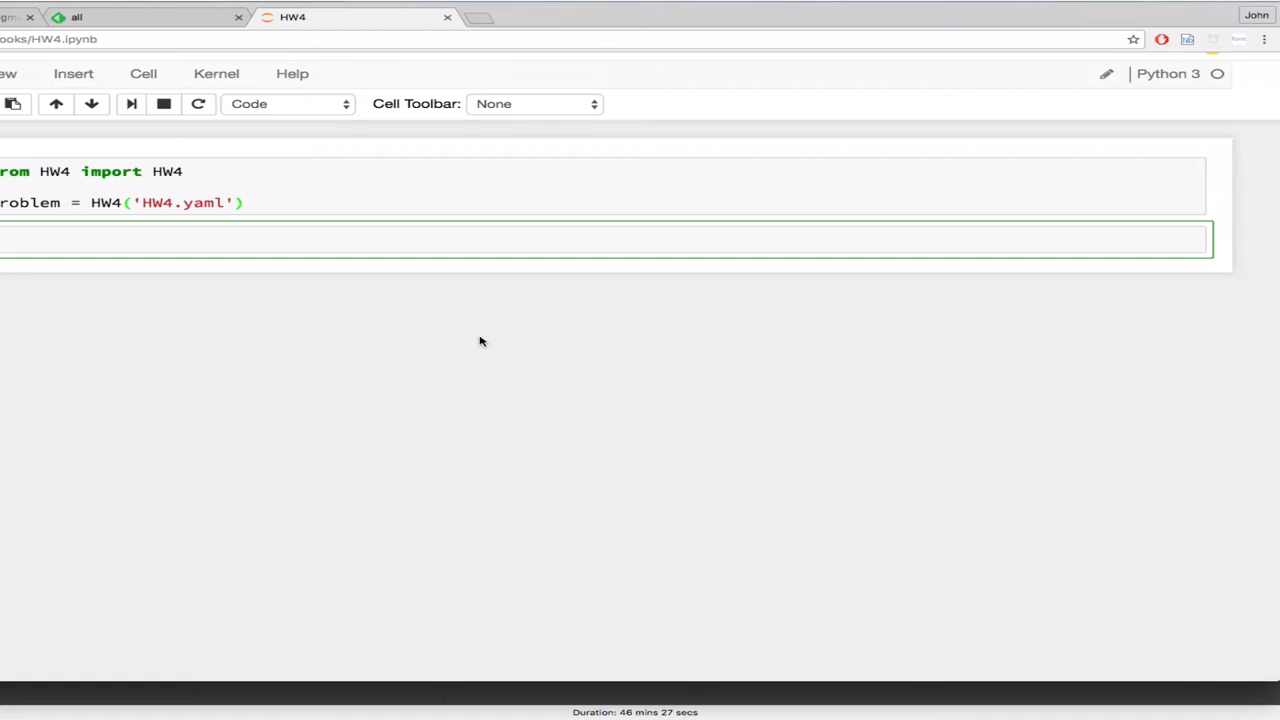 all
HW4
John
ooks/HW4.ipynb
ew Insert Cell Kernel Help
Python 3
Code Cell Toolbar: None
rom HW4 import HW4
roblem = HW4('HW4.yaml')
Duration: 46 mins 27 secs